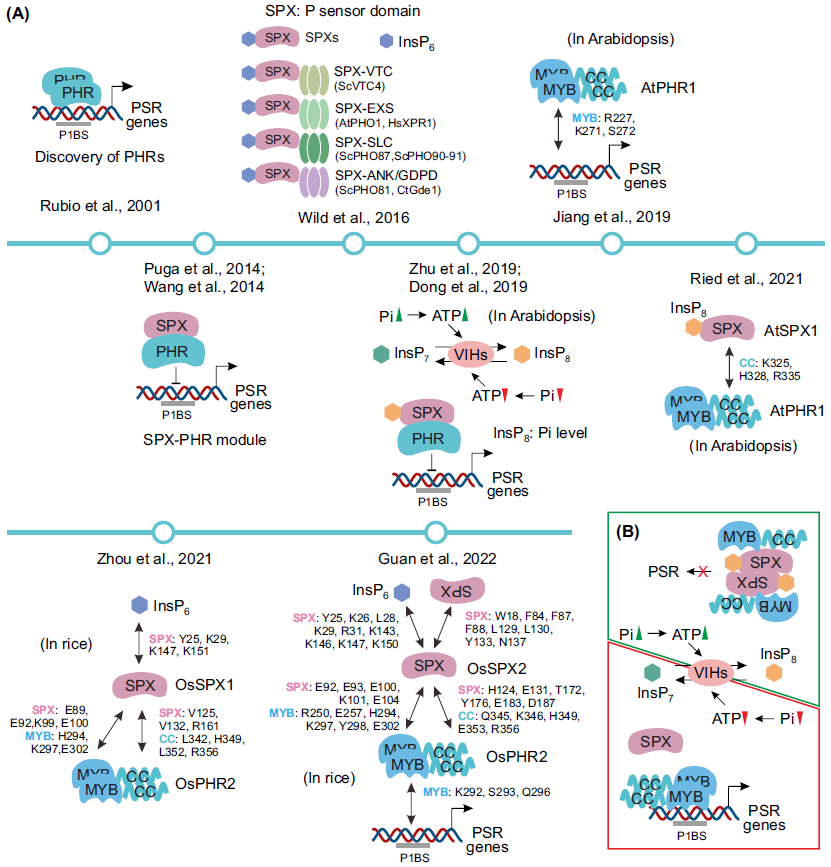 (A)
SPX: P sensor domain
SPX SPXs
InsP6
SPX SPX-VTC
(ScVTC4)
SPX SPX-EXS
(AtPHO1, HsXPR1)
SPX SPX-SLC
(ScPHO87,ScPHO90-91)
SPX SPX-ANK/GDPD
(ScPHO81, CtGde1)
PHR
PHR
PSR
genes
P1BS
Discovery of PHRs
(In Arabidopsis)
MYB CC
MYB CC
AtPHR1
MYB: R227,
K271, S272
PSR
genes
P1BS
Rubio et al., 2001
Wild et al., 2016
Jiang et al., 2019
Puga et al., 2014;
Wang et al., 2014
SPX
PHR
PSR
genes
P1BS
SPX-PHR module
Zhu et al., 2019;
Dong et al., 2019
Pi ATP
(In Arabidopsis)
InsP7
VIHs
InsP8
ATP Pi
SPX
PHR
InsP8: Pi level
PSR
genes
P1BS
Ried et al., 2021
InsP8
SPX
AtSPX1
CC: K325,
H328, R335
MYB CC
MYB CC
AtPHR1
(In Arabidopsis)
Zhou et al., 2021
InsP6
(In rice)
SPX: Y25, K29,
K147, K151
SPX OsSPX1
SPX: E89,
E92,K99, E100
MYB: H294,
K297,E302
SPX: V125,
V132, R161
CC: L342, H349,
L352, R356
MYB CC
MYB CC
OsPHR2
Guan et al., 2022
InsP6
SPX
SPX: Y25, K26, L28,
K29, R31, K143,
K146, K147, K150
SPX: W18, F84, F87,
F88, L129, L130,
Y133, N137
SPX OsSPX2
SPX: E92, E93, E100,
K101, E104
MYB: R250, E257, H294,
K297, Y298, E302
SPX: H124, E131, T172,
Y176, E183, D187
CC: Q345, K346, H349,
E353, R356
MYB CC
MYB CC
OsPHR2
(In rice)
MYB: K292, S293, Q296
PSR
genes
P1BS
(B)
MYB CC
SPX
SPX
CC MYB
PSR X
Pi ATP
InsP8
VIHs
InsP7
ATP Pi
SPX
CC MYB
CC MYB
P1BS
PSR
genes